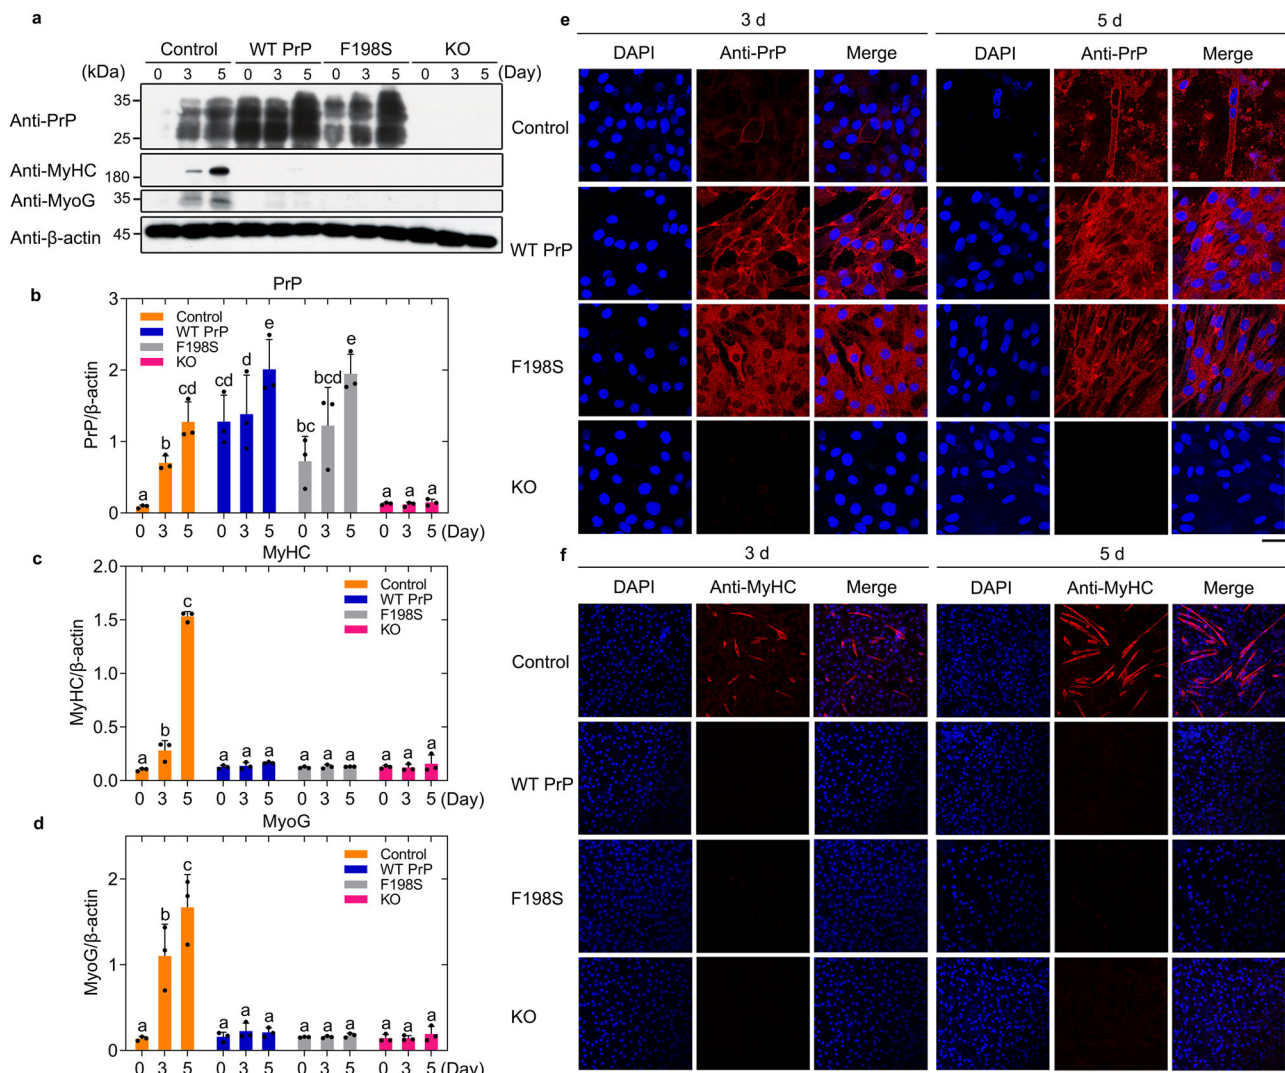 a
Control WT PrP F198S KO
(kDa) 0 3 5 0 3 5 0 3 5 0 3 5 (Day)
Anti-PrP 35
25
Anti-MyHC 180
Anti-MyoG 35
Anti-β-actin 45
b
PrP
PrP/β-actin
3
2
1
0
Control
WT PrP
F198S
KO
a b cd cd d e bc bcd e a a a
0 3 5 0 3 5 0 3 5 0 3 5 (Day)
c
MyHC
MyHC/β-actin
2.0
1.5
1.0
0.5
0.0
Control
WT PrP
F198S
KO
a b c a a a a a a a a a
0 3 5 0 3 5 0 3 5 0 3 5 (Day)
d
MyoG
MyoG/β-actin
2
1
0
Control
WT PrP
F198S
KO
a b c a a a a a a a a a
0 3 5 0 3 5 0 3 5 0 3 5 (Day)
e
3 d 5 d
DAPI Anti-PrP Merge DAPI Anti-PrP Merge
Control
WT PrP
F198S
KO
f
3 d 5 d
DAPI Anti-MyHC Merge DAPI Anti-MyHC Merge
Control
WT PrP
F198S
KO